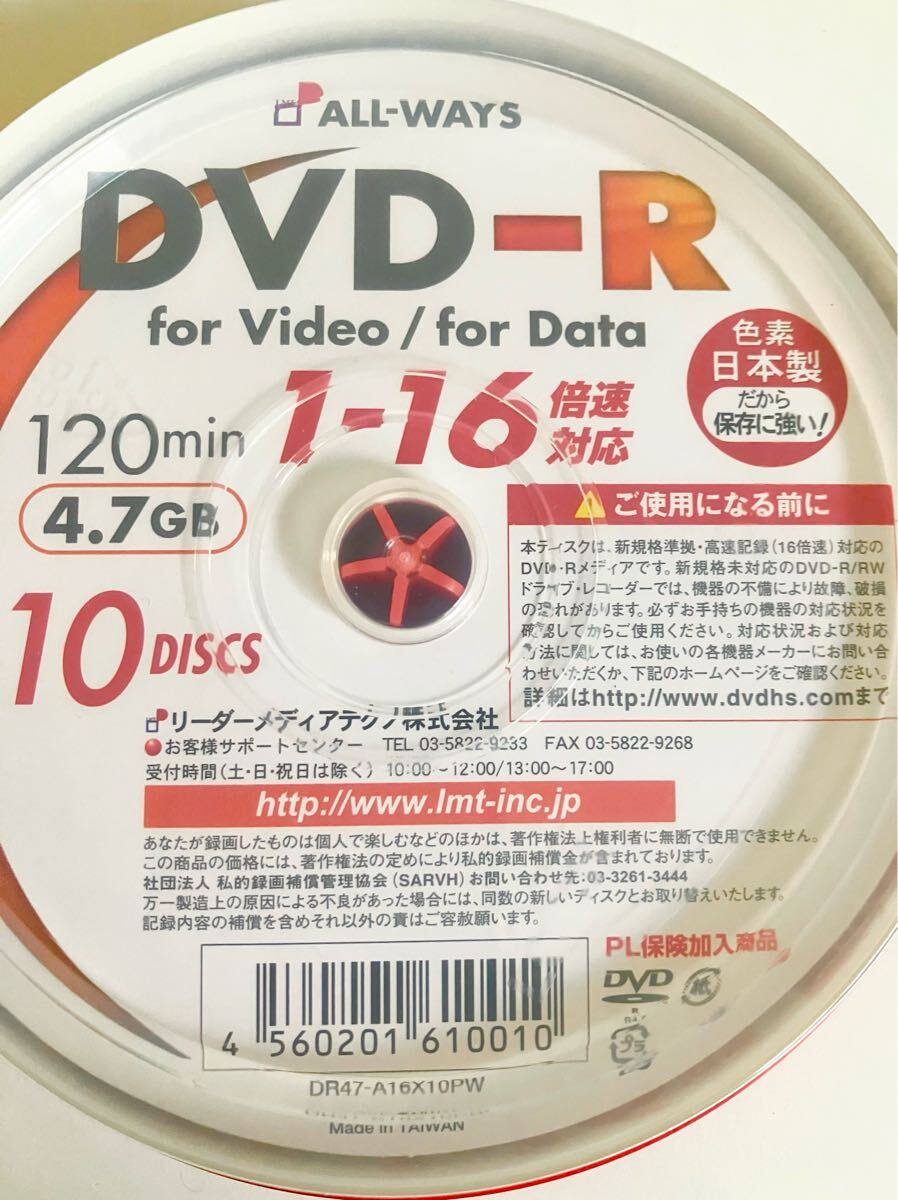 ALL-WAYS
DVD-R
for Video / for Data
色素
日本製
だから
保存に強い!
120min
1-16倍速
対応
4.7GB
10DISCS
ご使用になる前に
本ディスクは、新規格準拠・高速記録(16倍速)対応の
DVD-Rメディアです。新規格未対応のDVD-R/RW
ドライブ・レコーダーでは、機器の不備により故障、破損
の恐れがあります。必ずお手持ちの機器の対応状況を
確認してからご使用ください。対応状況および対応
方法に関しては、お使いの各機器メーカーにお問い合
わせいただくか、下記のホームページをご確認ください。
詳細はhttp://www.dvdhs.comまで
リーダーメディアテクノ株式会社
●お客様サポートセンター TEL 03-5822-9233 FAX 03-5822-9268
受付時間(土・日・祝日は除く) 10:00~12:00/13:00~17:00
http://www.lmt-inc.jp
あなたが録画したものは個人で楽しむなどのほかは、著作権法上権利者に無断で使用できません。
この商品の価格には、著作権法の定めにより私的録画補償金が含まれております。
社団法人 私的録画補償管理協会(SARVH)お問い合わせ先:03-3261-3444
万一製造上の原因による不良があった場合には、同数の新しいディスクとお取り替えいたします。
記録内容の補償を含めそれ以外の責はご容赦願います。
PL保険加入商品
DVD
R
R4.7
紙
プラ
4 560201 610010
DR47-A16X10PW
Made in TAIWAN